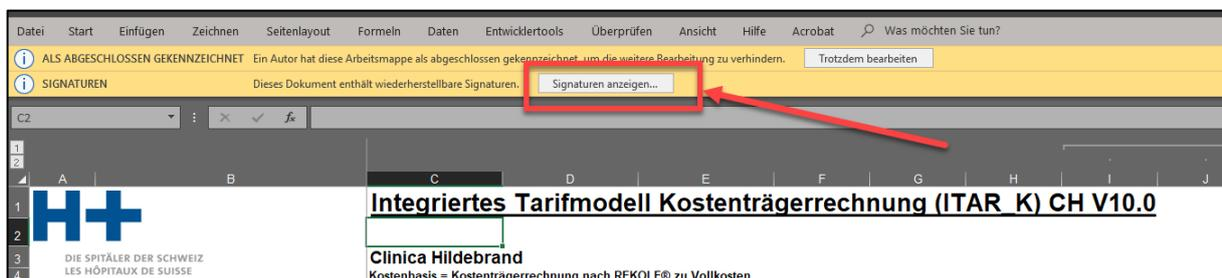 Datei Start Einfügen Zeichnen Seitenlayout Formeln Daten Entwicklertools Überprüfen Ansicht Hilfe Acrobat Was möchten Sie tun?
ALS ABGESCHLOSSEN GEKENNZEICHNET Ein Autor hat diese Arbeitsmappe als abgeschlossen gekennzeichnet, um die weitere Bearbeitung zu verhindern. Trotzdem bearbeiten
SIGNATUREN Dieses Dokument enthält wiederherstellbare Signaturen. Signaturen anzeigen...
C2 fx
1
2
A B C D E F G H I J
1 H+ Integriertes Tarifmodell Kostenträgerrechnung (ITAR_K) CH V10.0
2
3 DIE SPITÄLER DER SCHWEIZ Clinica Hildebrand
4 LES HÔPITAUX DE SUISSE Kostenbasis = Kostenträgerrechnung nach REKOLE® zu Vollkosten